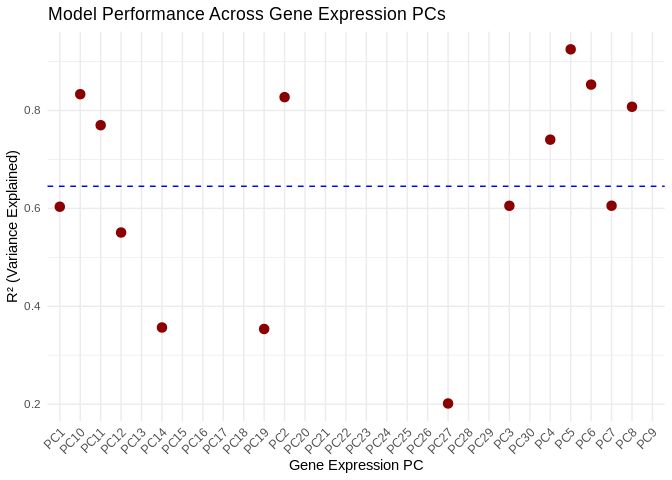 Model Performance Across Gene Expression PCs
R² (Variance Explained)
0.8
0.6
0.4
0.2
PC1
PC10
PC11
PC12
PC13
PC14
PC15
PC16
PC17
PC18
PC19
PC2
PC20
PC21
PC22
PC23
PC24
PC25
PC26
PC27
PC28
PC29
PC3
PC30
PC4
PC5
PC6
PC7
PC8
PC9
Gene Expression PC